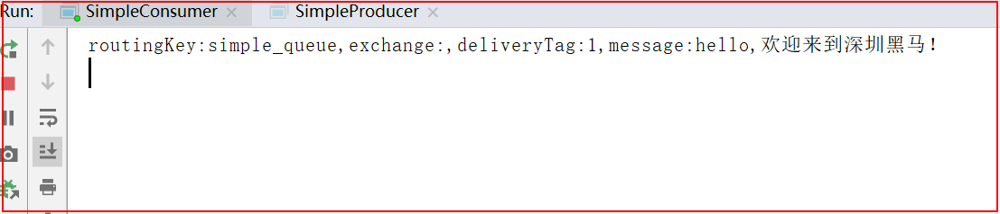 Run: SimpleConsumer SimpleProducer
routingKey:simple_queue,exchange:,deliveryTag:1,message:hello,欢迎来到深圳黑马!